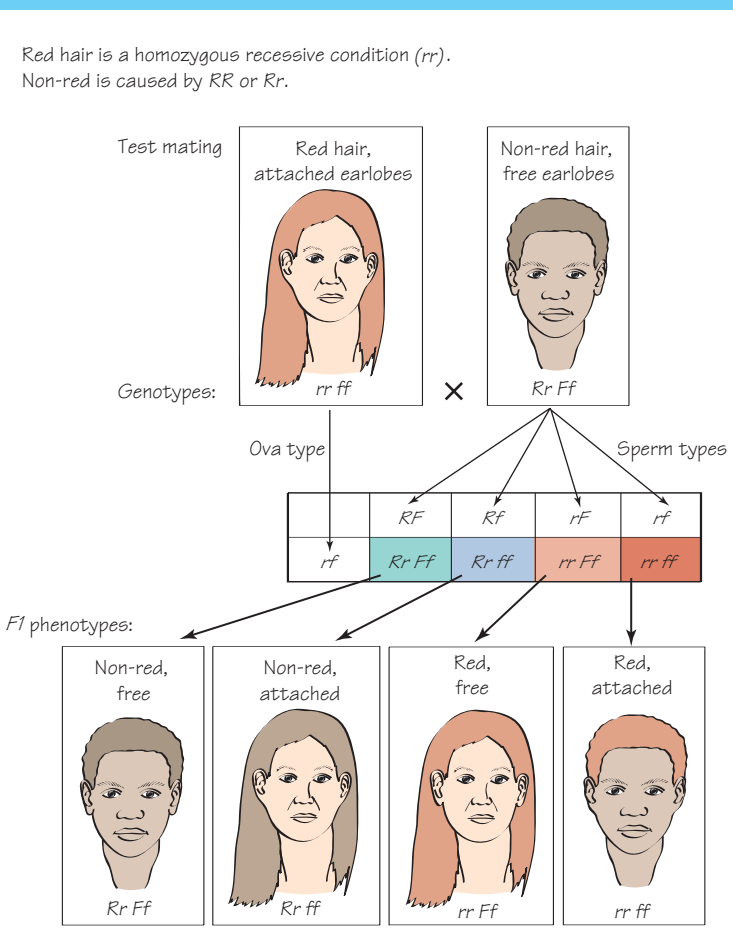 Red hair is a homozygous recessive condition (rr).
Non-red is caused by RR or Rr.
Test mating
Red hair,
attached earlobes
Non-red hair,
free earlobes
Genotypes:
rr ff
×
Rr Ff
Ova type
Sperm types
RF
Rf
rF
rf
rf
Rr Ff
Rr ff
rr Ff
rr ff
F1 phenotypes:
Non-red,
free
Non-red,
attached
Red,
free
Red,
attached
Rr Ff
Rr ff
rr Ff
rr ff